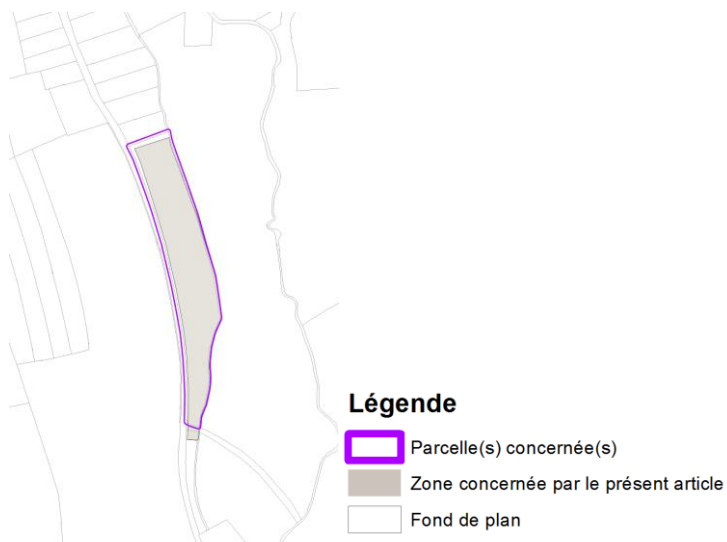 Légende
Parcelle(s) concernée(s)
Zone concernée par le présent article
Fond de plan